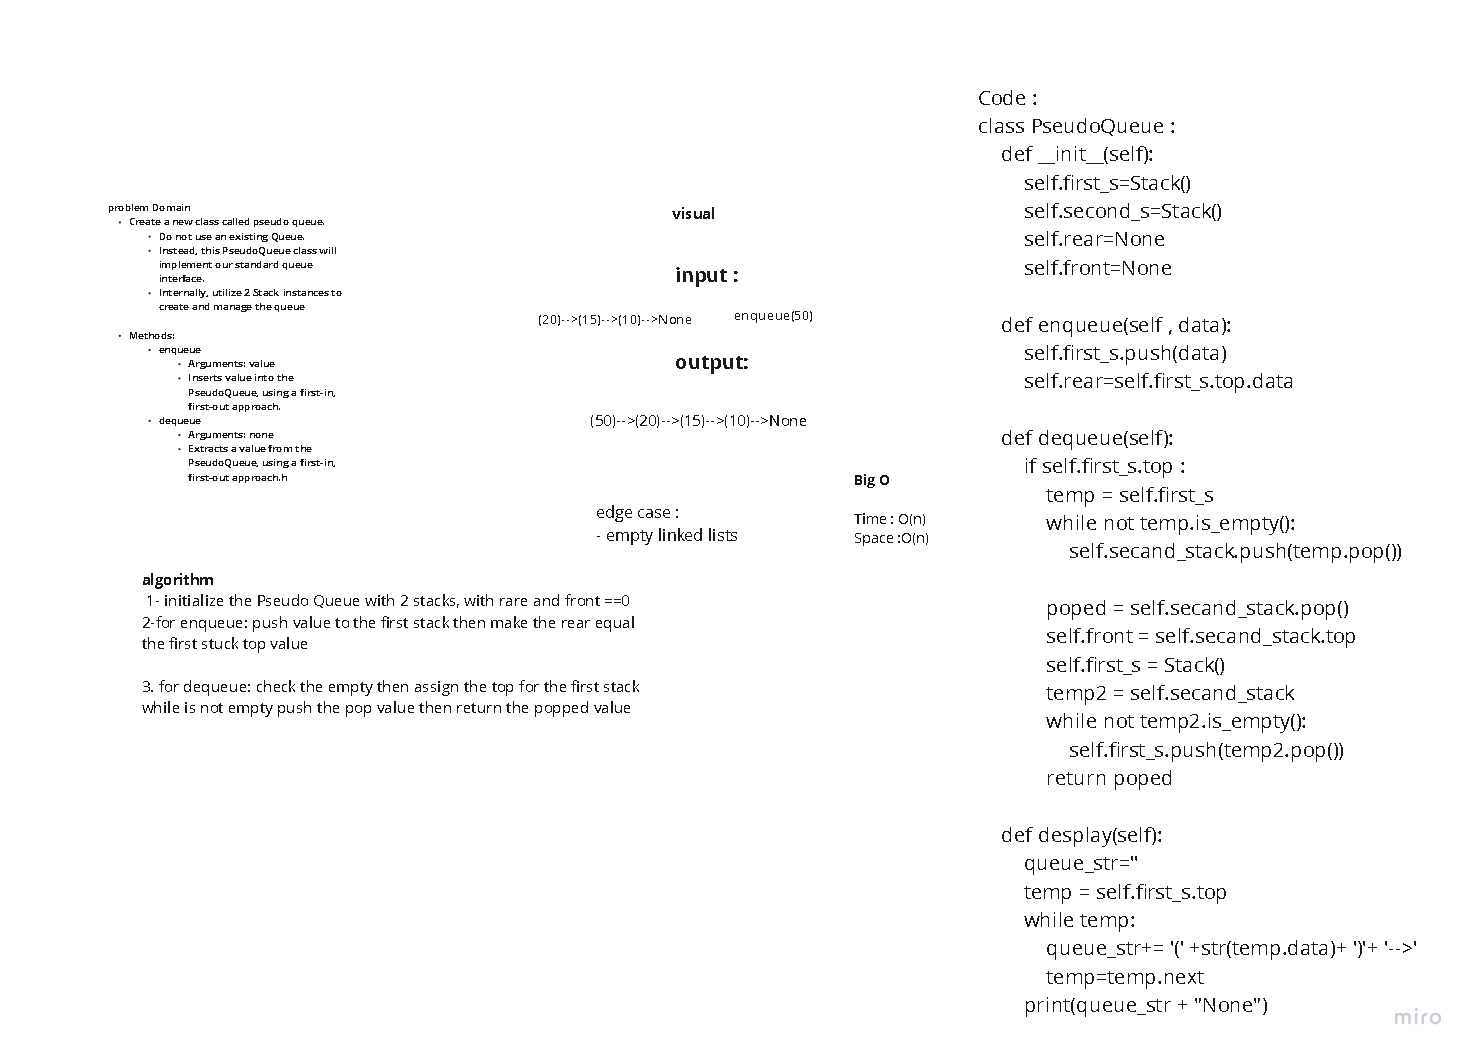 problem Domain
• Create a new class called pseudo queue.
• Do not use an existing Queue.
• Instead, this PseudoQueue class will
implement our standard queue
interface.
• Internally, utilize 2 Stack instances to
create and manage the queue
• Methods:
• enqueue
• Arguments: value
• Inserts value into the
PseudoQueue, using a first-in,
first-out approach.
• dequeue
• Arguments: none
• Extracts a value from the
PseudoQueue, using a first-in,
first-out approach.h
visual
input :
(20)-->(15)-->(10)-->None
enqueue(50)
output:
(50)-->(20)-->(15)-->(10)-->None
Big O
Time : O(n)
Space :O(n)
edge case :
- empty linked lists
algorithm
1- initialize the Pseudo Queue with 2 stacks, with rare and front ==0
2-for enqueue: push value to the first stack then make the rear equal
the first stuck top value
3. for dequeue: check the empty then assign the top for the first stack
while is not empty push the pop value then return the popped value
Code :
class PseudoQueue :
def __init__(self):
self.first_s=Stack()
self.second_s=Stack()
self.rear=None
self.front=None
def enqueue(self , data):
self.first_s.push(data)
self.rear=self.first_s.top.data
def dequeue(self):
if self.first_s.top :
temp = self.first_s
while not temp.is_empty():
self.secand_stack.push(temp.pop())
poped = self.secand_stack.pop()
self.front = self.secand_stack.top
self.first_s = Stack()
temp2 = self.secand_stack
while not temp2.is_empty():
self.first_s.push(temp2.pop())
return poped
def desplay(self):
queue_str=''
temp = self.first_s.top
while temp:
queue_str+= '(' +str(temp.data)+ ')'+ '-->'
temp=temp.next
print(queue_str + "None")
miro